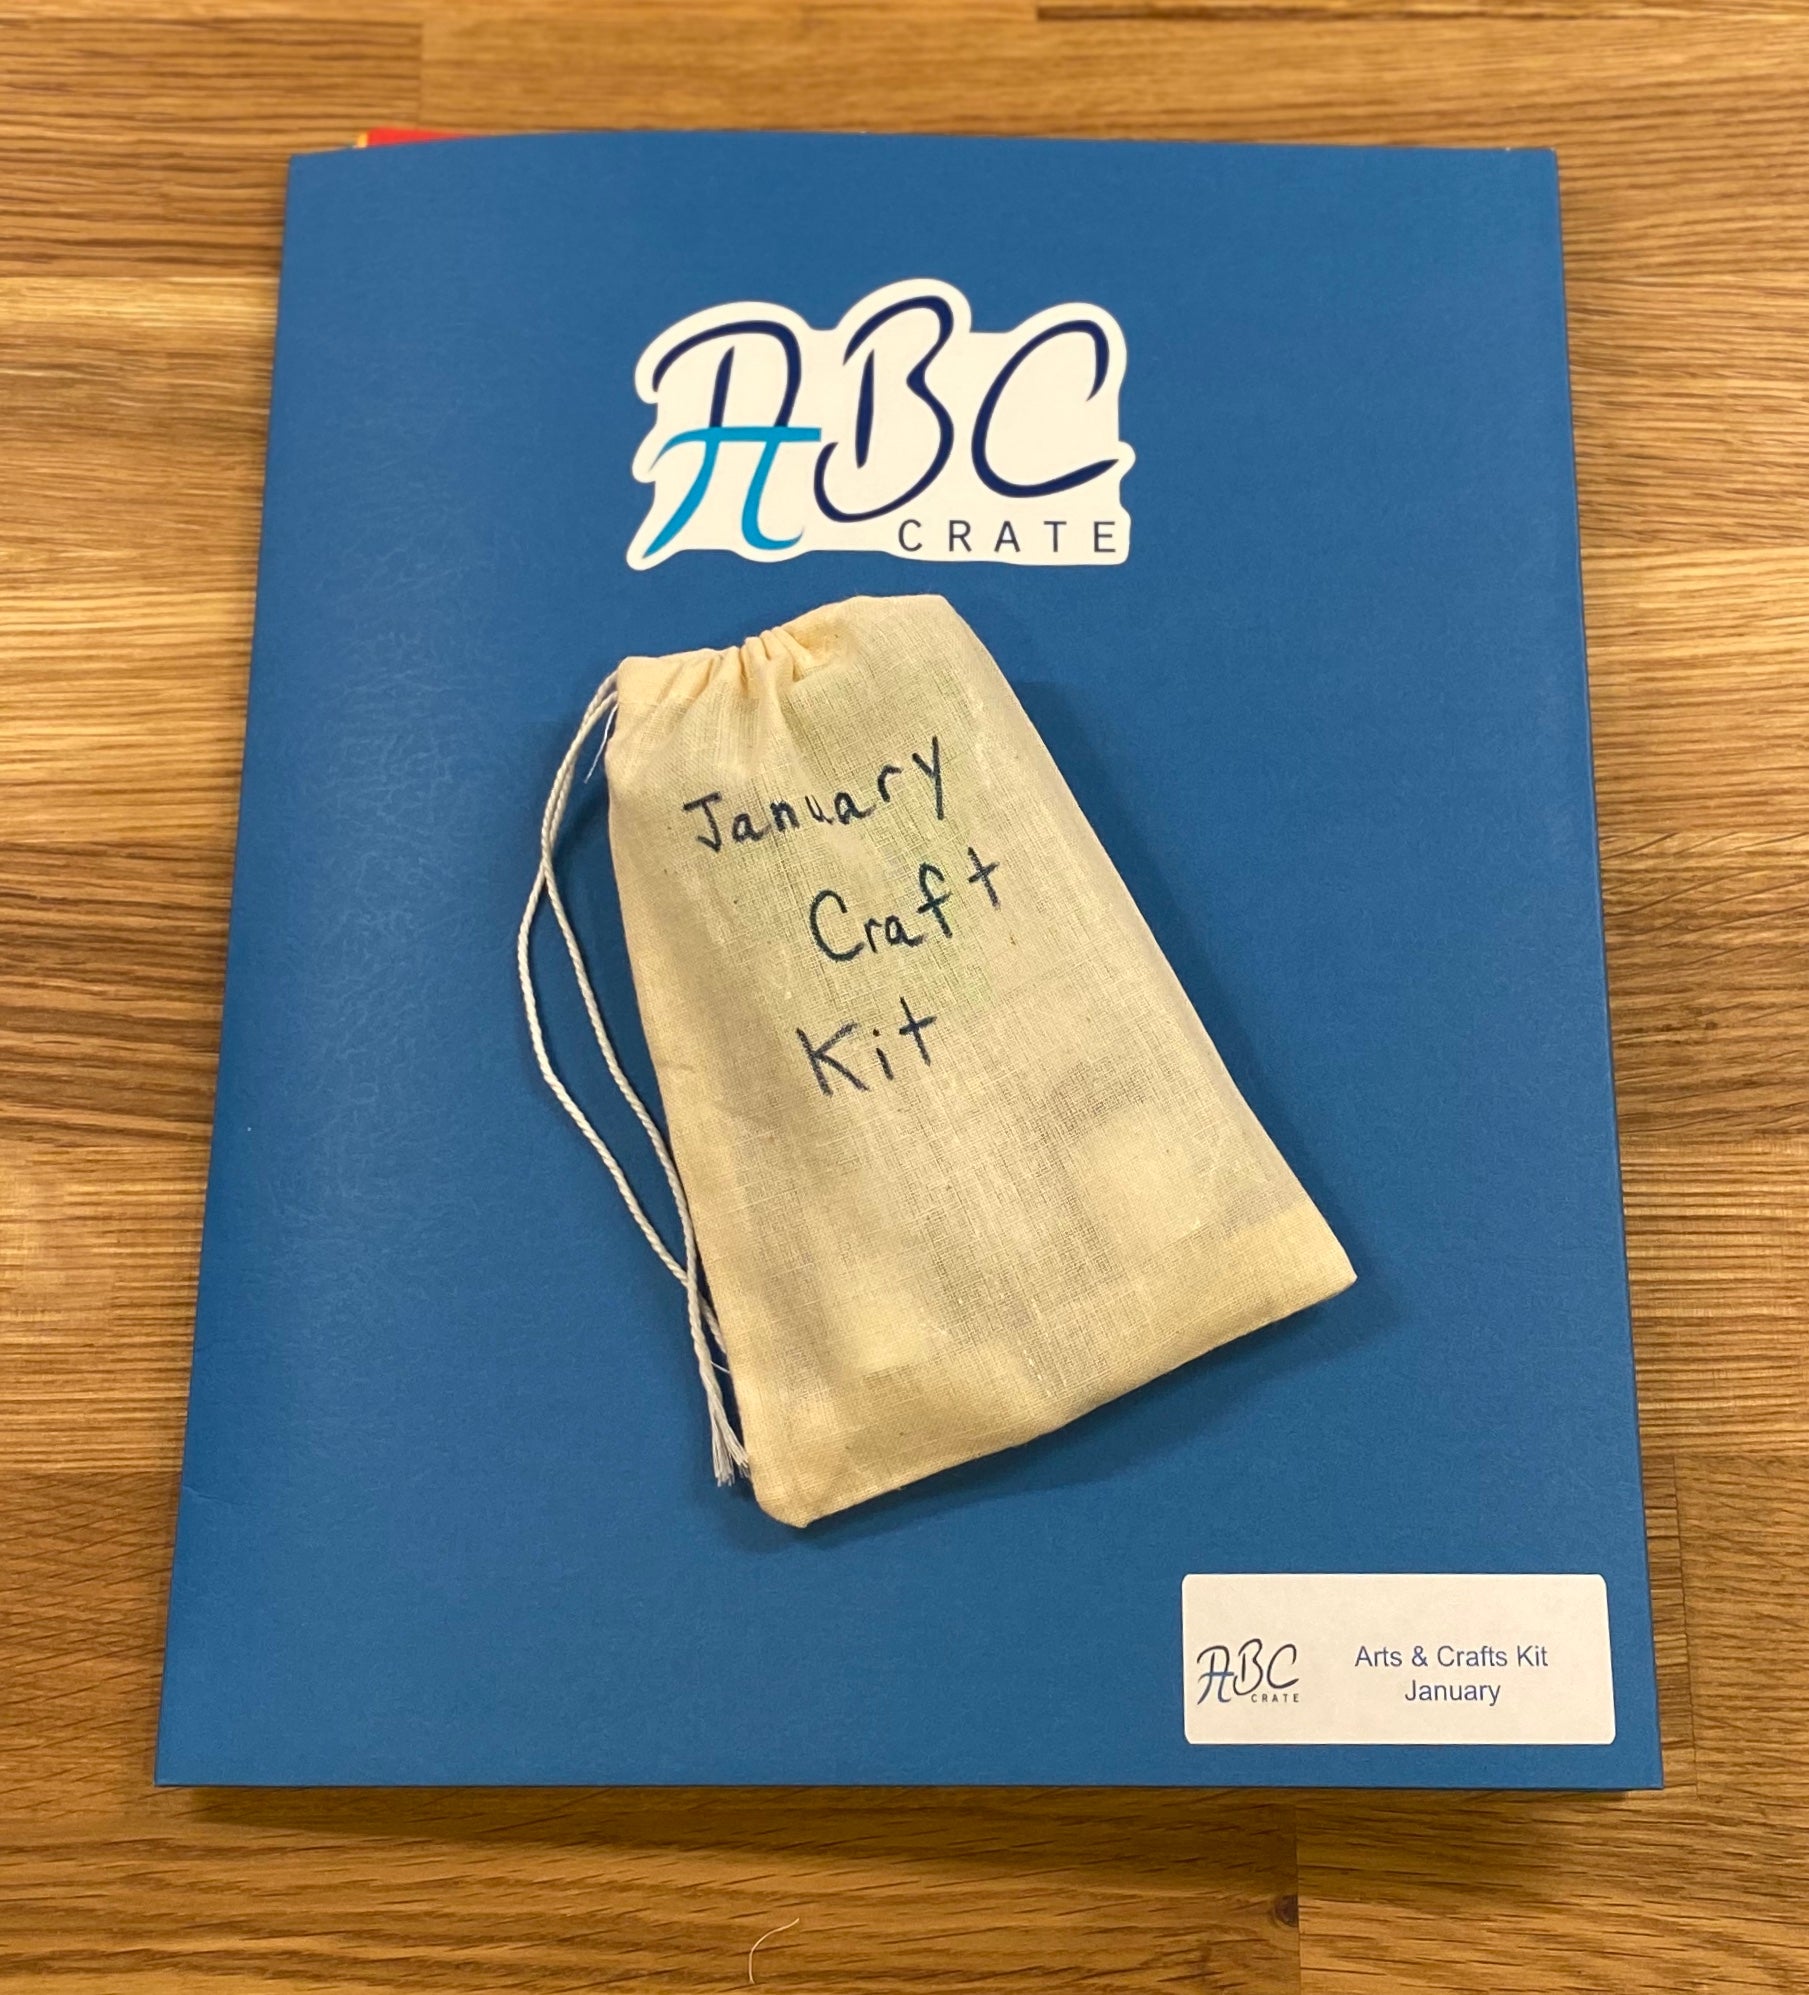 ABC
CRATE
January
Craft
Kit
ABC
CRATE
Arts & Crafts Kit
January